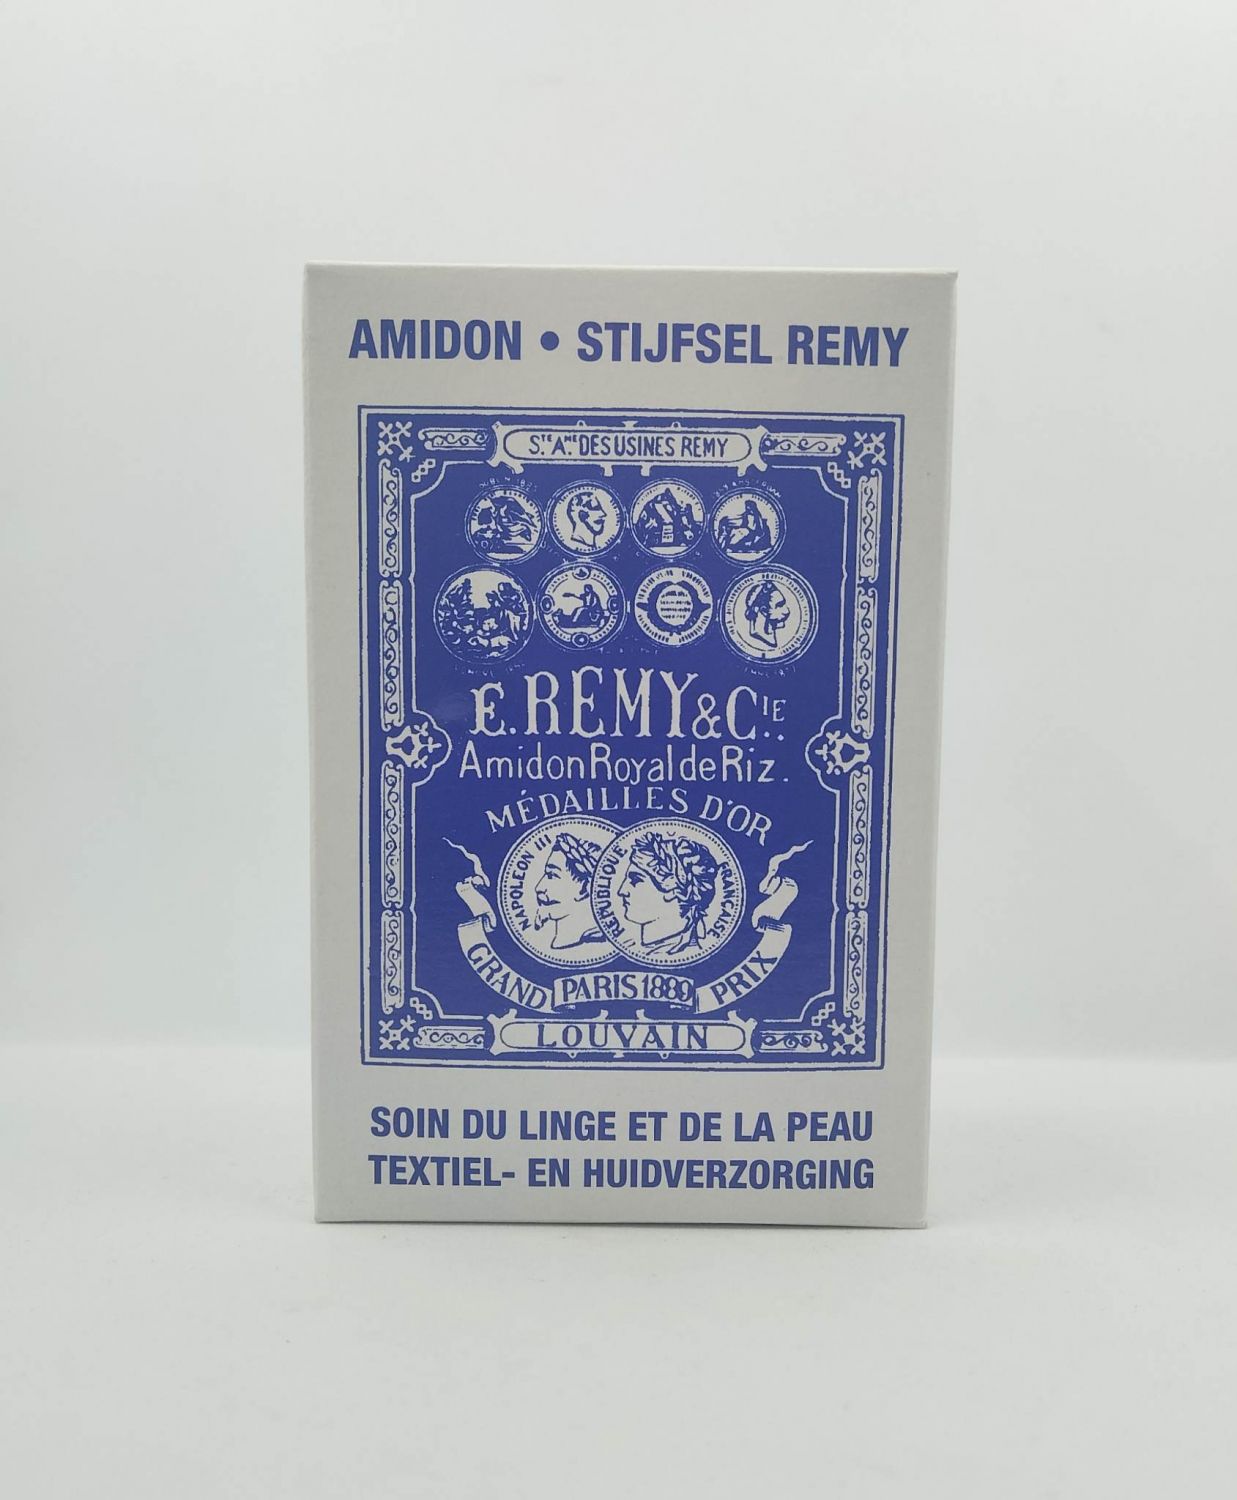 AMIDON • STIJFSEL REMY
STE AME DES USINES REMY
E. REMY & CIE.
Amidon Royal de Riz.
MÉDAILLES D'OR
NAPOLEON III
RÉPUBLIQUE FRANÇAISE
GRAND PARIS 1889 PRIX
LOUVAIN
SOIN DU LINGE ET DE LA PEAU
TEXTIEL- EN HUIDVERZORGING